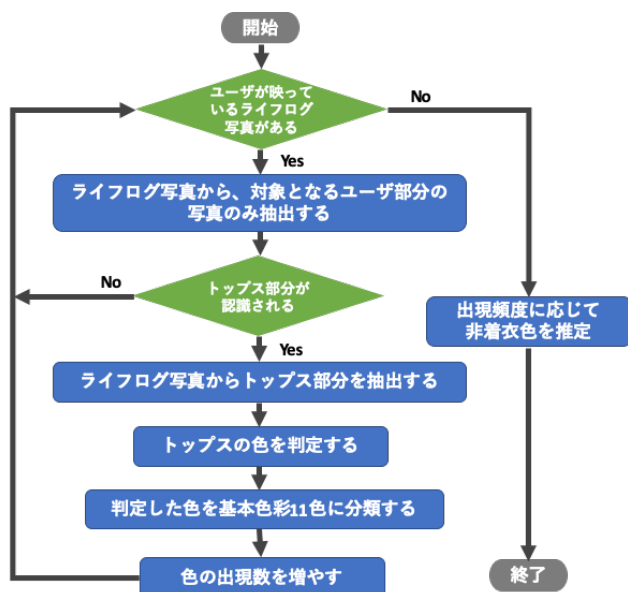 開始
ユーザが映って
いるライフログ
写真がある
No
Yes
ライフログ写真から、対象となるユーザ部分の
写真のみ抽出する
No
トップス部分が
認識される
出現頻度に応じて
非着衣色を推定
Yes
ライフログ写真からトップス部分を抽出する
トップスの色を判定する
判定した色を基本色彩11色に分類する
色の出現数を増やす
終了